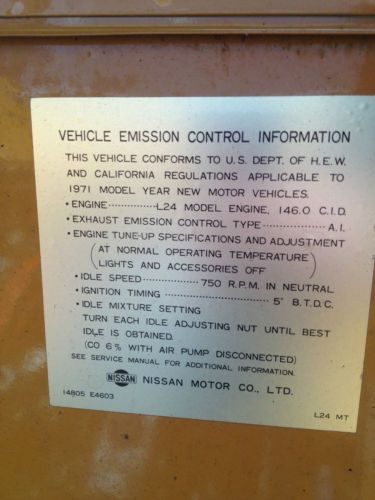 VEHICLE EMISSION CONTROL INFORMATION
THIS VEHICLE CONFORMS TO U.S. DEPT. OF H.E.W.
AND CALIFORNIA REGULATIONS APPLICABLE TO
1971 MODEL YEAR NEW MOTOR VEHICLES.
• ENGINE··············L24 MODEL ENGINE, 146.0 C.I.D.
• EXHAUST EMISSION CONTROL TYPE··············A.I.
• ENGINE TUNE-UP SPECIFICATIONS AND ADJUSTMENT
(AT NORMAL OPERATING TEMPERATURE
LIGHTS AND ACCESSORIES OFF)
• IDLE SPEED··············750 R.P.M. IN NEUTRAL
• IGNITION TIMING ·························· 5° B.T.D.C.
• IDLE MIXTURE SETTING
TURN EACH IDLE ADJUSTING NUT UNTIL BEST
IDLE IS OBTAINED.
(CO 6% WITH AIR PUMP DISCONNECTED)
SEE SERVICE MANUAL FOR ADDITIONAL INFORMATION.
NISSAN NISSAN MOTOR CO., LTD.
14805 E4603 L24 MT